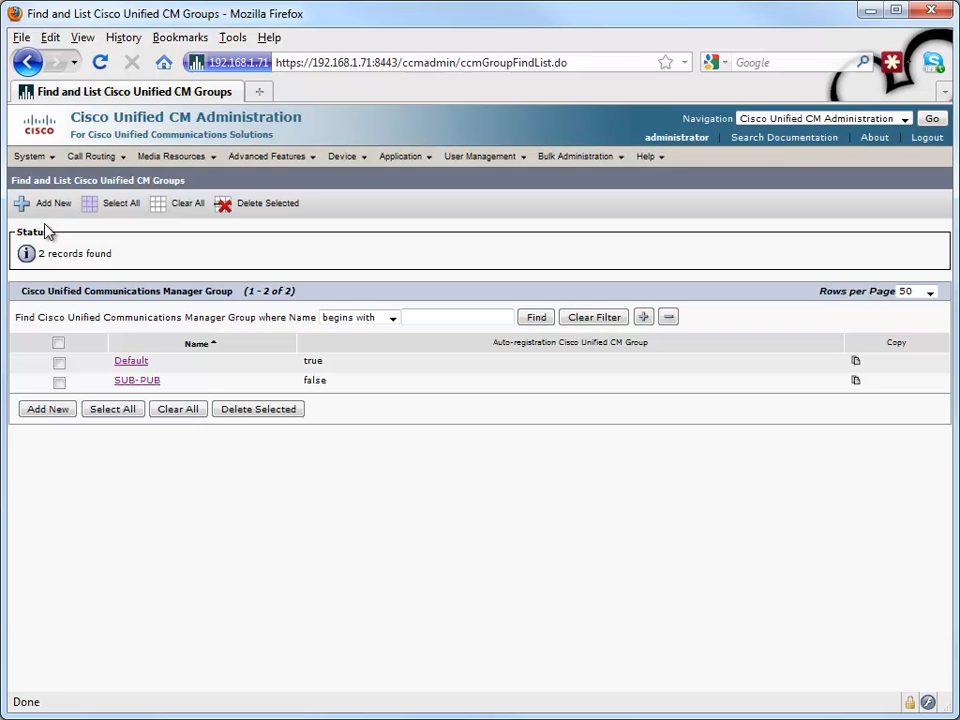 Find and List Cisco Unified CM Groups - Mozilla Firefox
File Edit View History Bookmarks Tools Help
192.168.1.71 https://192.168.1.71:8443/ccmadmin/ccmGroupFindList.do Google
Find and List Cisco Unified CM Groups
CISCO Cisco Unified CM Administration Navigation Cisco Unified CM Administration Go
For Cisco Unified Communications Solutions administrator Search Documentation About Logout
System Call Routing Media Resources Advanced Features Device Application User Management Bulk Administration Help
Find and List Cisco Unified CM Groups
Add New Select All Clear All Delete Selected
Status
2 records found
Cisco Unified Communications Manager Group (1 - 2 of 2) Rows per Page 50
Find Cisco Unified Communications Manager Group where Name begins with Find Clear Filter
Name Auto-registration Cisco Unified CM Group Copy
Default true
SUB-PUB false
Add New Select All Clear All Delete Selected
Done